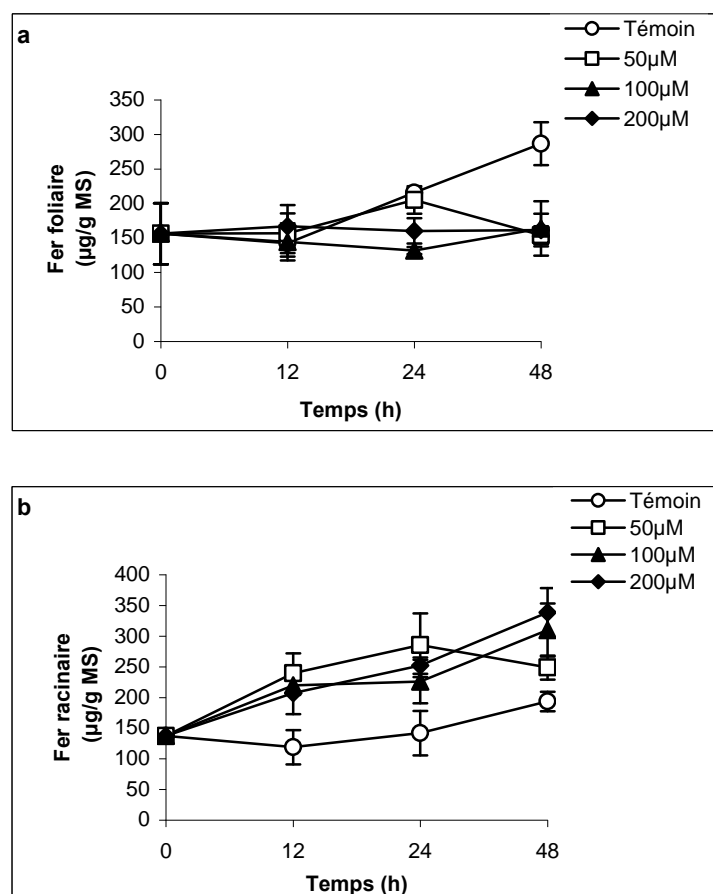 a
Témoin
50µM
100µM
200µM
Fer foliaire
(µg/g MS)
350
300
250
200
150
100
50
0
0 12 24 48
Temps (h)
b
Témoin
50µM
100µM
200µM
Fer racinaire
(µg/g MS)
400
350
300
250
200
150
100
50
0
0 12 24 48
Temps (h)